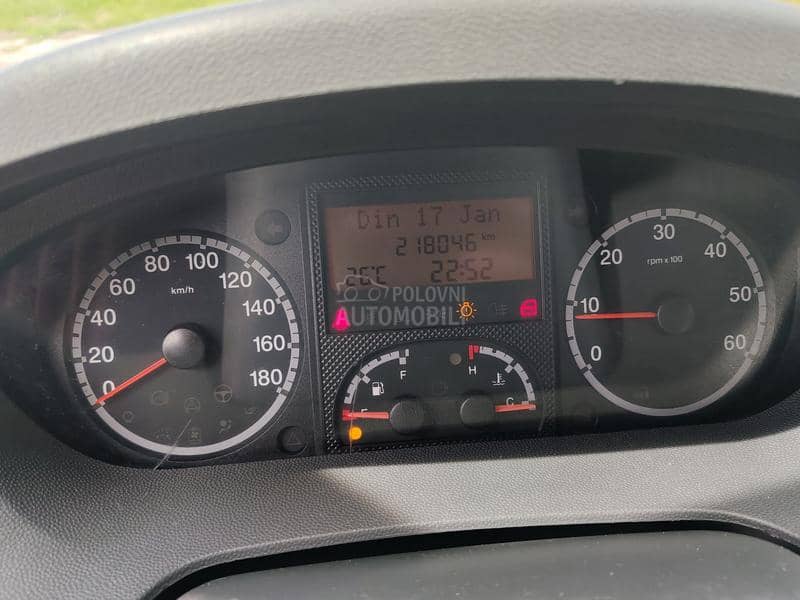 Din 17 Jan
218046 km
26°C 22:52
POLOVNI
AUTOMOBILI
0 20 40 60 80 100 120 140 160 180
km/h
E F
H C
0 10 20 30 40 50 60
rpm x 100